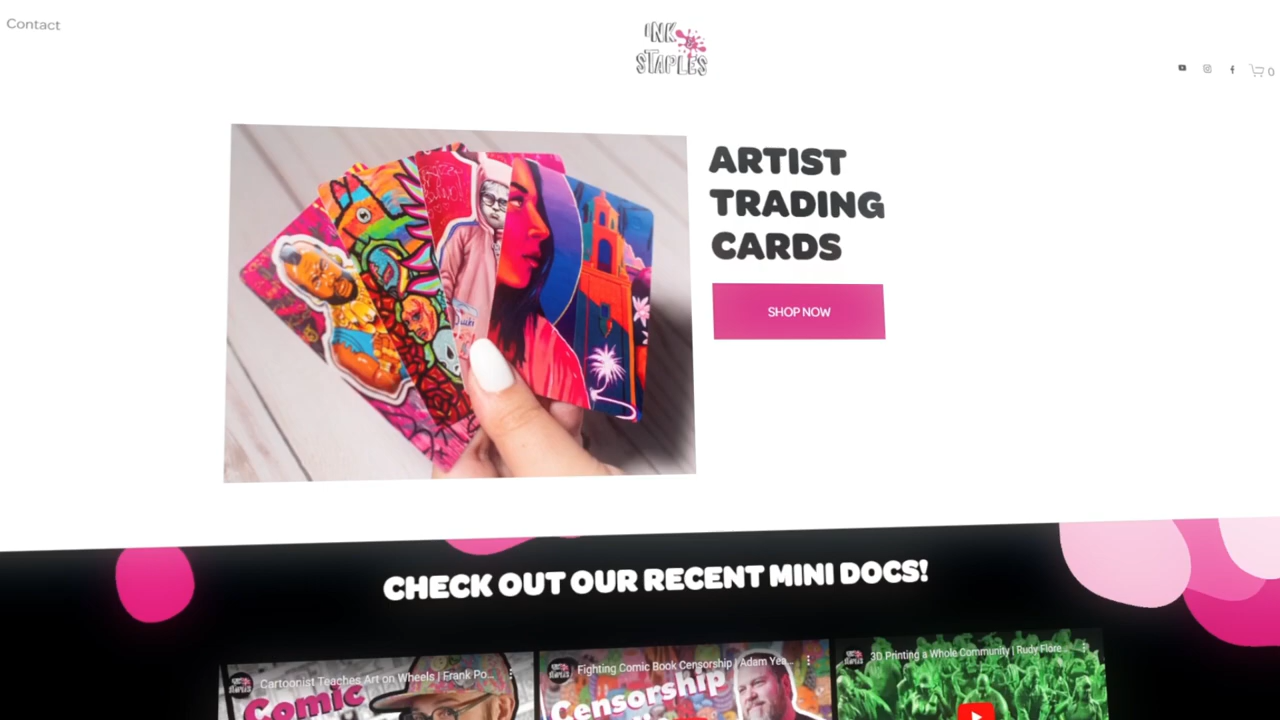 Contact
INK
STAPLES
0
ARTIST
TRADING
CARDS
SHOP NOW
CHECK OUT OUR RECENT MINI DOCS!
Cartoonist Teaches Art on Wheels | Frank Po...
Fighting Comic Book Censorship | Adam Yea...
3D Printing a Whole Community | Rudy Flore...
Comic
Censorship